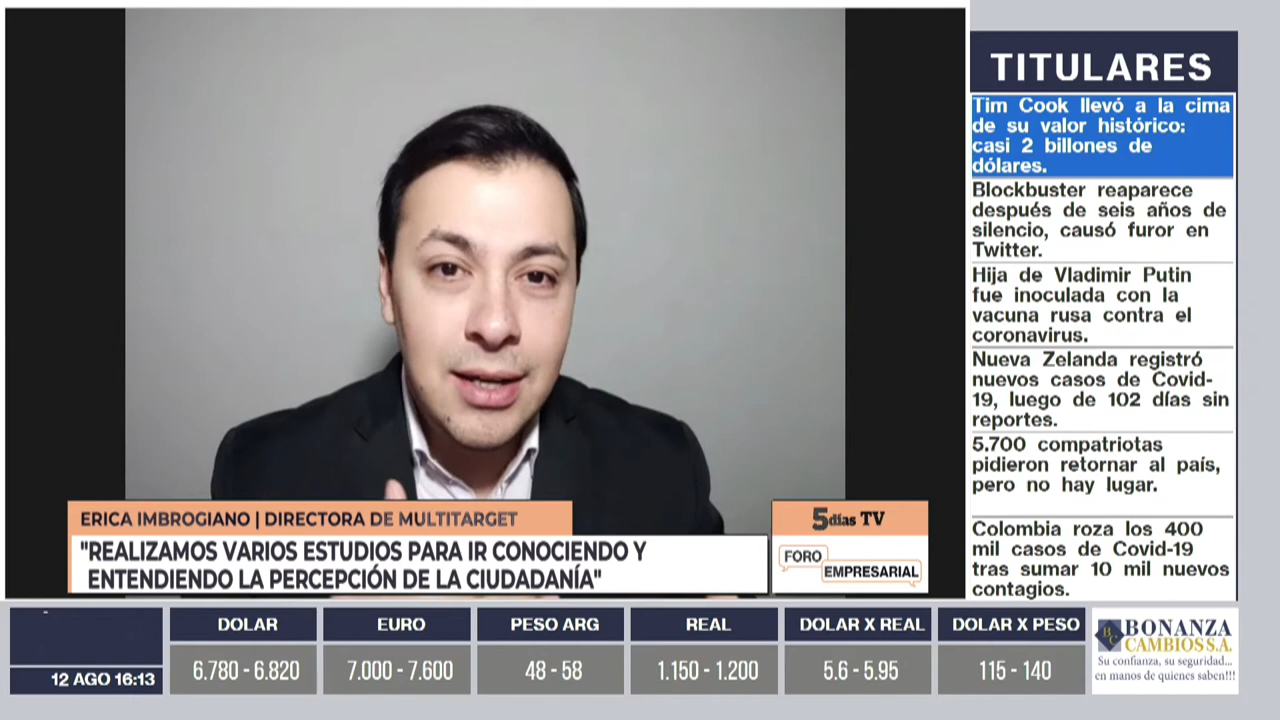 ERICA IMBROGIANO | DIRECTORA DE MULTITARGET
"REALIZAMOS VARIOS ESTUDIOS PARA IR CONOCIENDO Y
ENTENDIENDO LA PERCEPCIÓN DE LA CIUDADANÍA"
5días TV
FORO
EMPRESARIAL
TITULARES
Tim Cook llevó a la cima
de su valor histórico:
casi 2 billones de
dólares.
Blockbuster reaparece
después de seis años de
silencio, causó furor en
Twitter.
Hija de Vladimir Putin
fue inoculada con la
vacuna rusa contra el
coronavirus.
Nueva Zelanda registró
nuevos casos de Covid-
19, luego de 102 días sin
reportes.
5.700 compatriotas
pidieron retornar al país,
pero no hay lugar.
Colombia roza los 400
mil casos de Covid-19
tras sumar 10 mil nuevos
contagios.
12 AGO 16:13
DOLAR
6.780 - 6.820
EURO
7.000 - 7.600
PESO ARG
48 - 58
REAL
1.150 - 1.200
DOLAR X REAL
5.6 - 5.95
DOLAR X PESO
115 - 140
BC
BONANZA
CAMBIOS S.A.
Su confianza, su seguridad...
en manos de quienes saben!!!